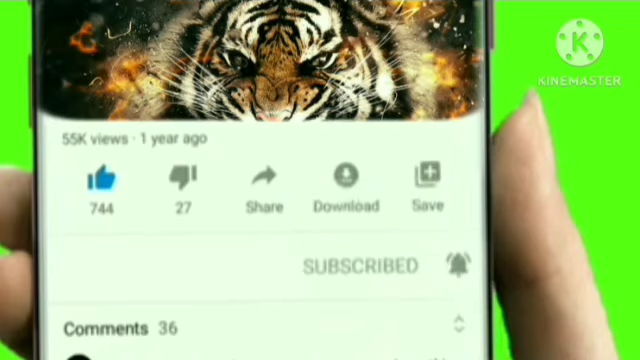 K
KINEMASTER
55K views · 1 year ago
744
27
Share
Download
Save
SUBSCRIBED
Comments 36